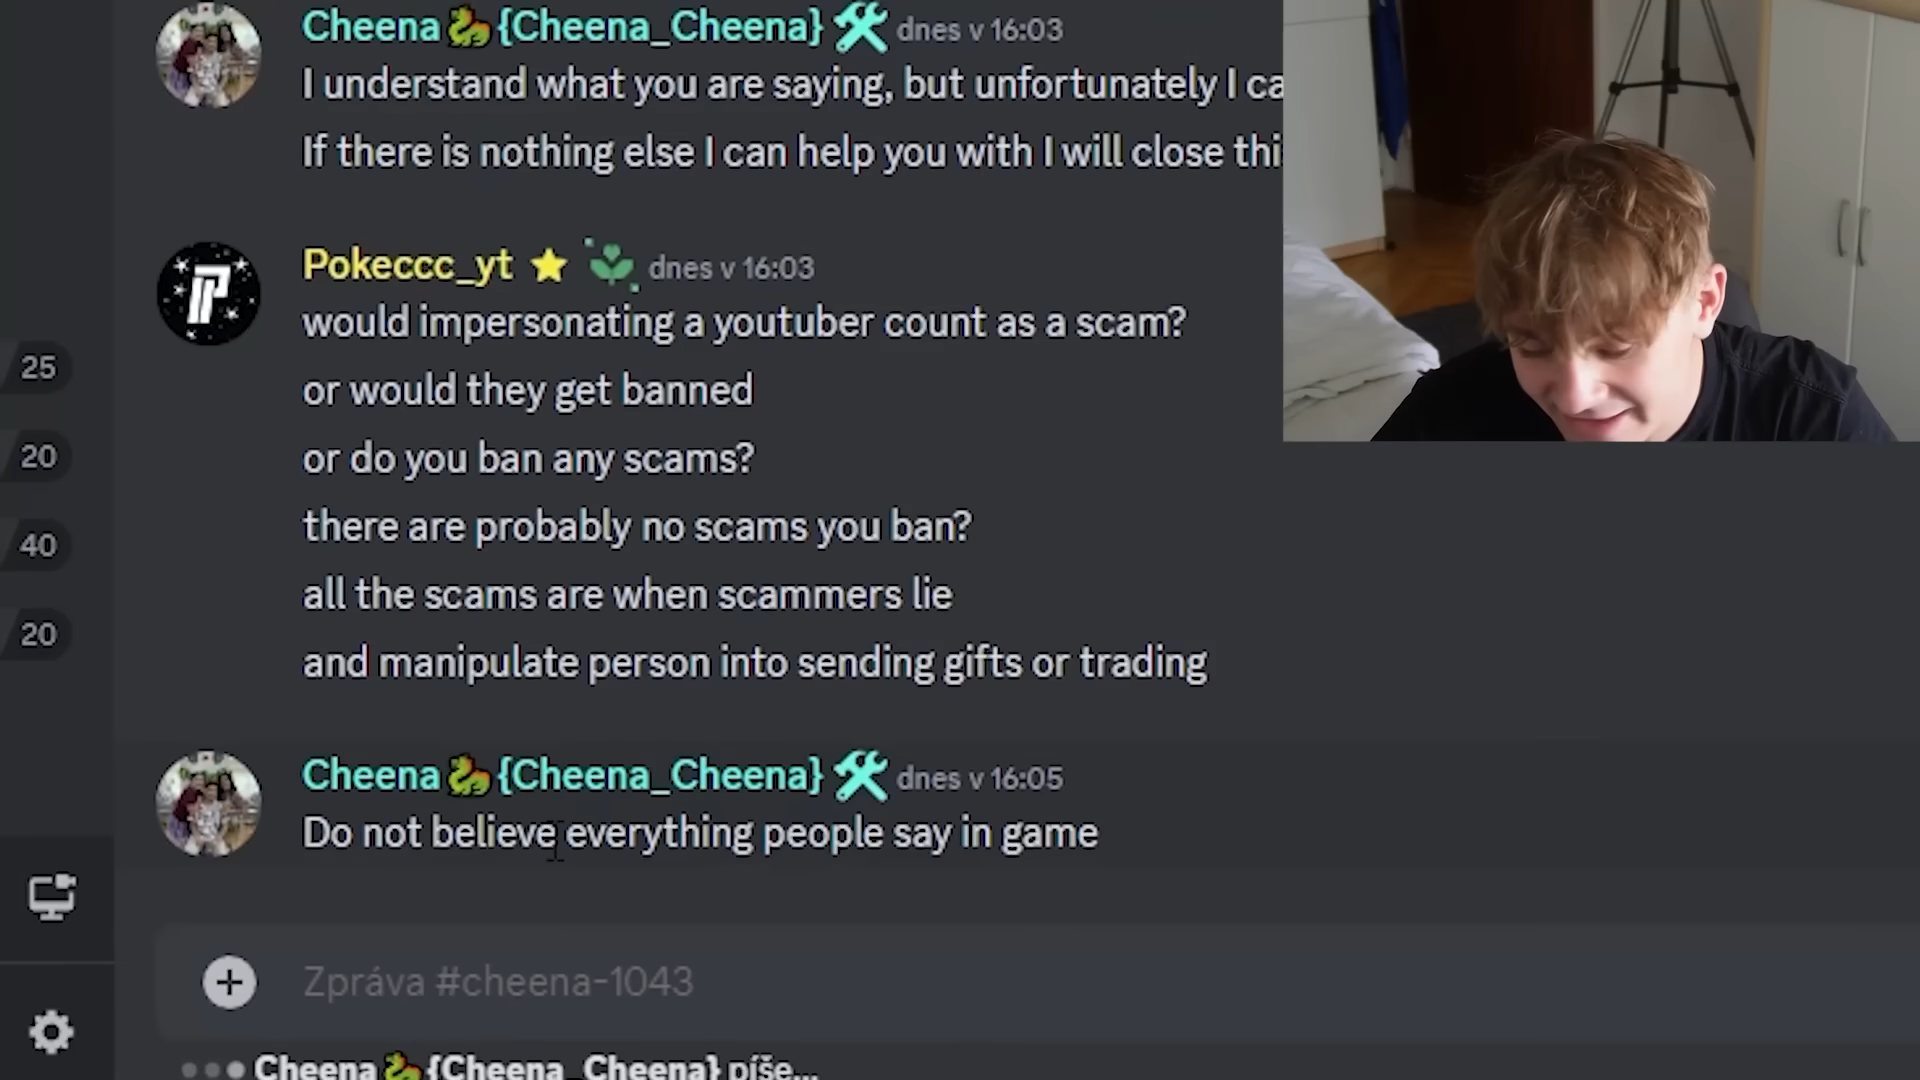 Cheena🐉{Cheena_Cheena} dnes v 16:03
I understand what you are saying, but unfortunately I
If there is nothing else I can help you with I will close
Pokeccc_yt dnes v 16:03
would impersonating a youtuber count as a scam?
or would they get banned
or do you ban any scams?
there are probably no scams you ban?
all the scams are when scammers lie
and manipulate person into sending gifts or trading
25
20
40
20
Cheena🐉{Cheena_Cheena} dnes v 16:05
Do not believe everything people say in game
Zpráva #cheena-1043
Cheena🐉{Cheena_Cheena} píše...